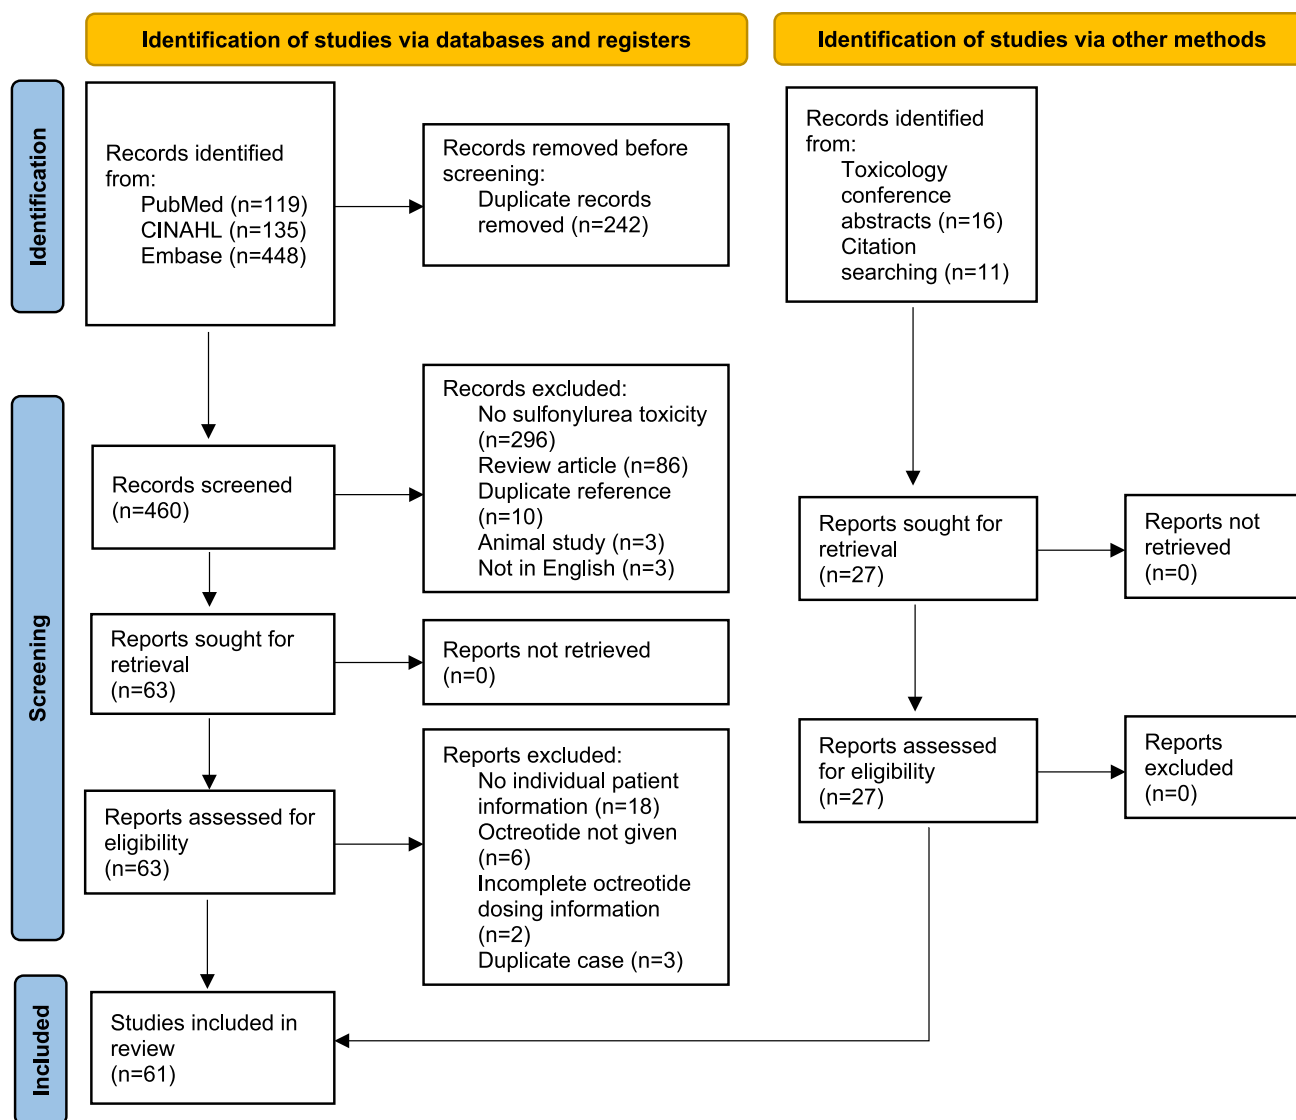 Identification of studies via databases and registers
Identification of studies via other methods
Identification
Records identified
from:
PubMed (n=119)
CINAHL (n=135)
Embase (n=448)
Records removed before
screening:
Duplicate records
removed (n=242)
Records identified
from:
Toxicology
conference
abstracts (n=16)
Citation
searching (n=11)
Screening
Records screened
(n=460)
Records excluded:
No sulfonylurea toxicity
(n=296)
Review article (n=86)
Duplicate reference
(n=10)
Animal study (n=3)
Not in English (n=3)
Reports sought for
retrieval
(n=27)
Reports not
retrieved
(n=0)
Reports sought for
retrieval
(n=63)
Reports not retrieved
(n=0)
Reports assessed for
eligibility
(n=63)
Reports excluded:
No individual patient
information (n=18)
Octreotide not given
(n=6)
Incomplete octreotide
dosing information
(n=2)
Duplicate case (n=3)
Reports assessed
for eligibility
(n=27)
Reports
excluded
(n=0)
Included
Studies included in
review
(n=61)